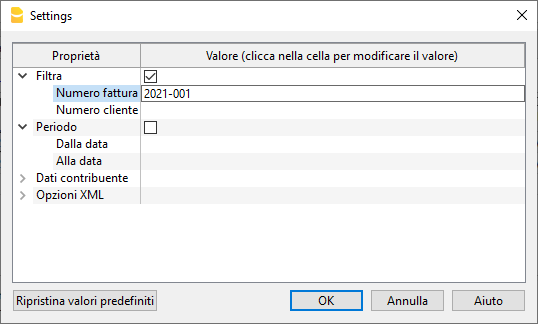 Settings
Proprietà Valore (clicca nella cella per modificare il valore)
Filtra
Numero fattura 2021-001
Numero cliente
Periodo
Dalla data
Alla data
Dati contribuente
Opzioni XML
Ripristina valori predefiniti OK Annulla Aiuto